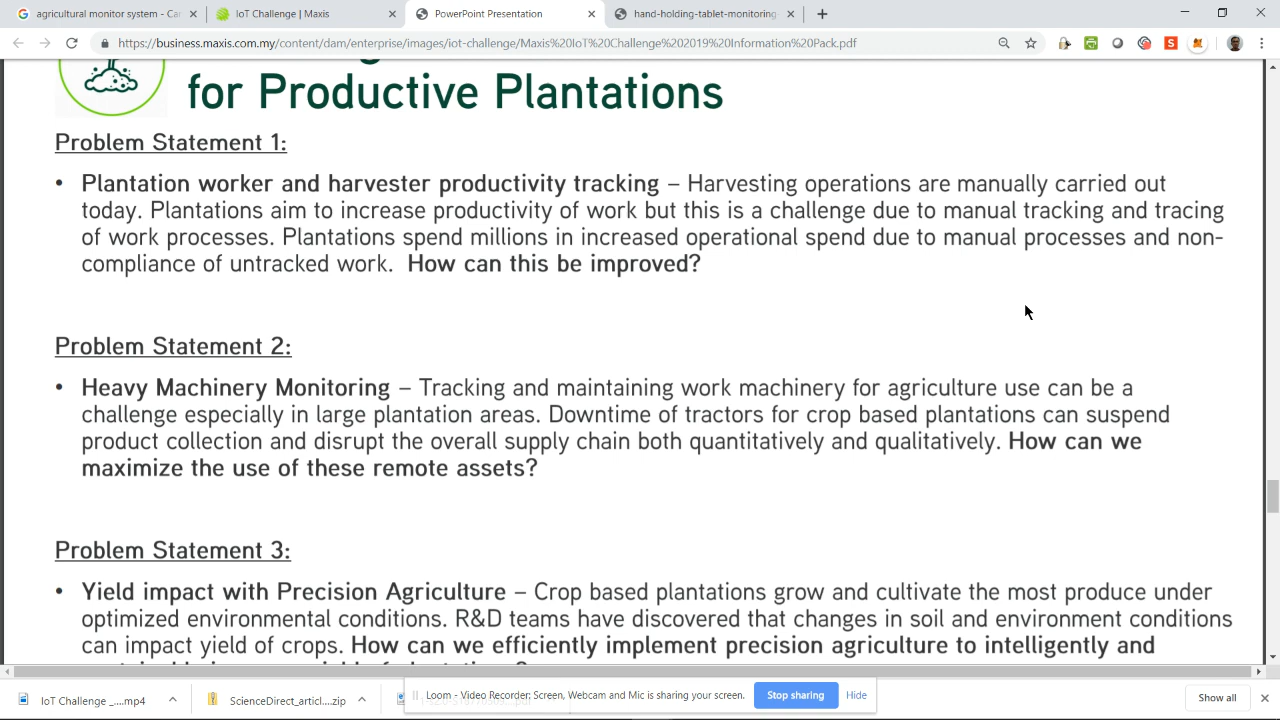 agricultural monitor system - Ca
IoT Challenge | Maxis
PowerPoint Presentation
hand-holding-tablet-monitoring
https://business.maxis.com.my/content/dam/enterprise/images/iot-challenge/Maxis%20IoT%20Challenge%202019%20Information%20Pack.pdf
for Productive Plantations
Problem Statement 1:
• Plantation worker and harvester productivity tracking – Harvesting operations are manually carried out
today. Plantations aim to increase productivity of work but this is a challenge due to manual tracking and tracing
of work processes. Plantations spend millions in increased operational spend due to manual processes and non-
compliance of untracked work. How can this be improved?
Problem Statement 2:
• Heavy Machinery Monitoring – Tracking and maintaining work machinery for agriculture use can be a
challenge especially in large plantation areas. Downtime of tractors for crop based plantations can suspend
product collection and disrupt the overall supply chain both quantitatively and qualitatively. How can we
maximize the use of these remote assets?
Problem Statement 3:
• Yield impact with Precision Agriculture – Crop based plantations grow and cultivate the most produce under
optimized environmental conditions. R&D teams have discovered that changes in soil and environment conditions
can impact yield of crops. How can we efficiently implement precision agriculture to intelligently and
IoT Challenge _....mp4
ScienceDirect_articl....zip
Loom - Video Recorder: Screen, Webcam and Mic is sharing your screen.
Stop sharing
Hide
Show all